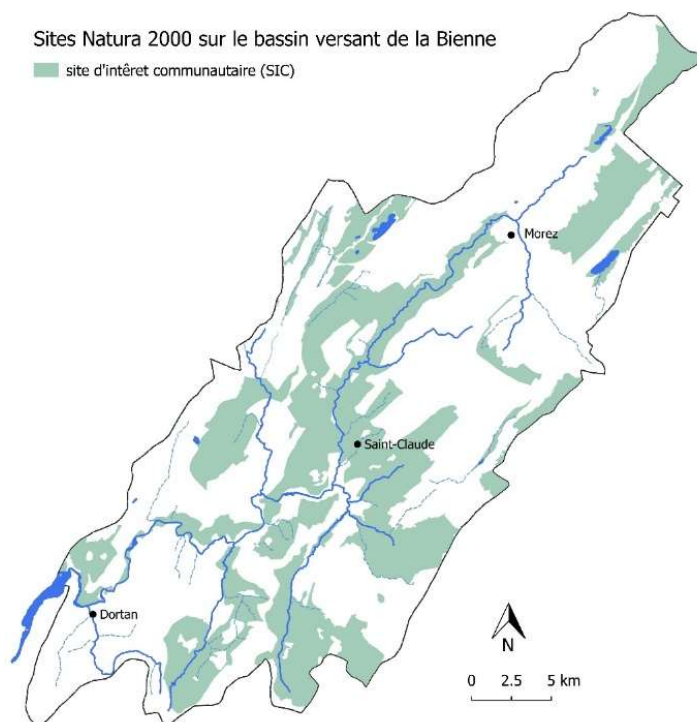 Sites Natura 2000 sur le bassin versant de la Bienne
site d'intêret communautaire (SIC)
Morez
Saint-Claude
Dortan
N
0 2.5 5 km